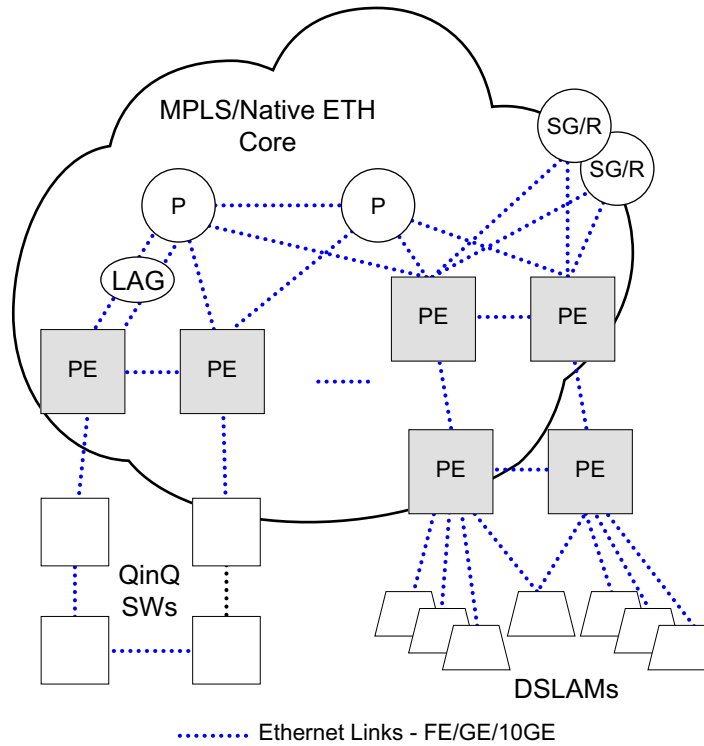 MPLS/Native ETH
Core
SG/R
SG/R
P
P
LAG
PE
PE
PE
PE
PE
PE
QinQ
SWs
DSLAMs
Ethernet Links - FE/GE/10GE